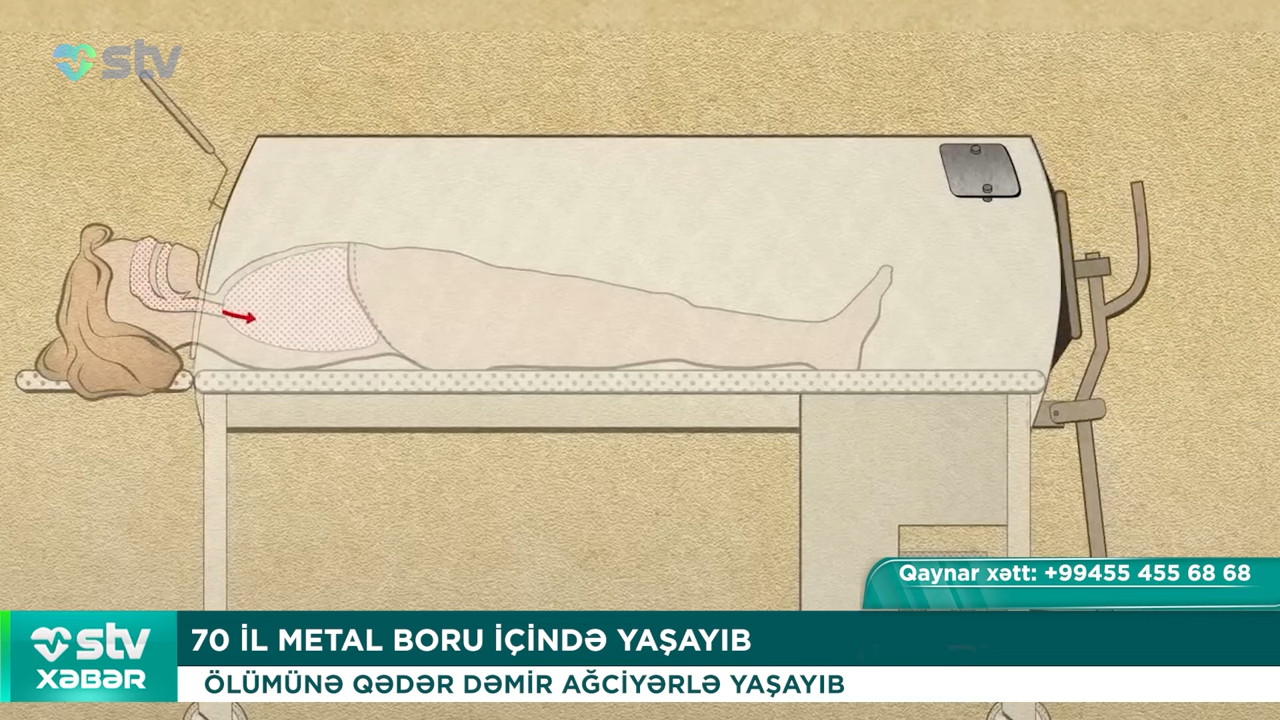 stv
Qaynar xətt: +99455 455 68 68
stv
XƏBƏR
70 İL METAL BORU İÇİNDƏ YAŞAYIB
ÖLÜMÜNƏ QƏDƏR DƏMİR AĞCİYƏRLƏ YAŞAYIB